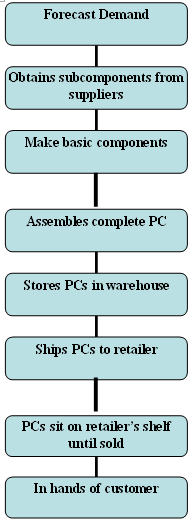 Forecast Demand
Obtains subcomponents from
suppliers
Make basic components
Assembles complete PC
Stores PCs in warehouse
Ships PCs to retailer
PCs sit on retailer's shelf
until sold
In hands of customer